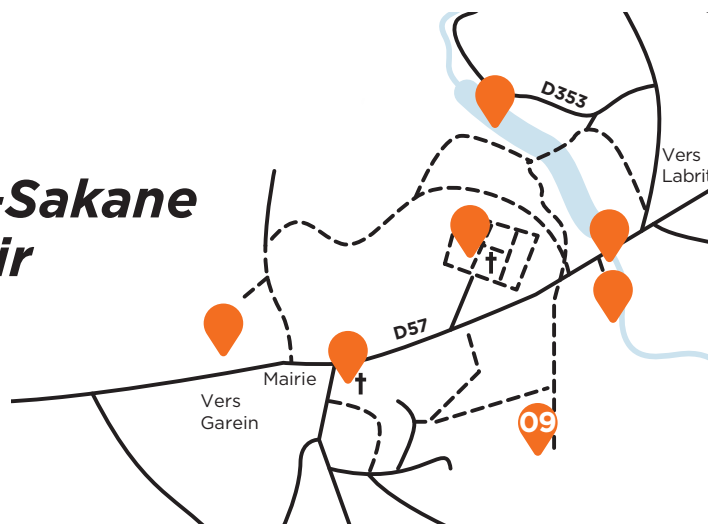 D353
Vers
Labrit
-Sakane
ir
D57
Mairie
Vers
Garein
09